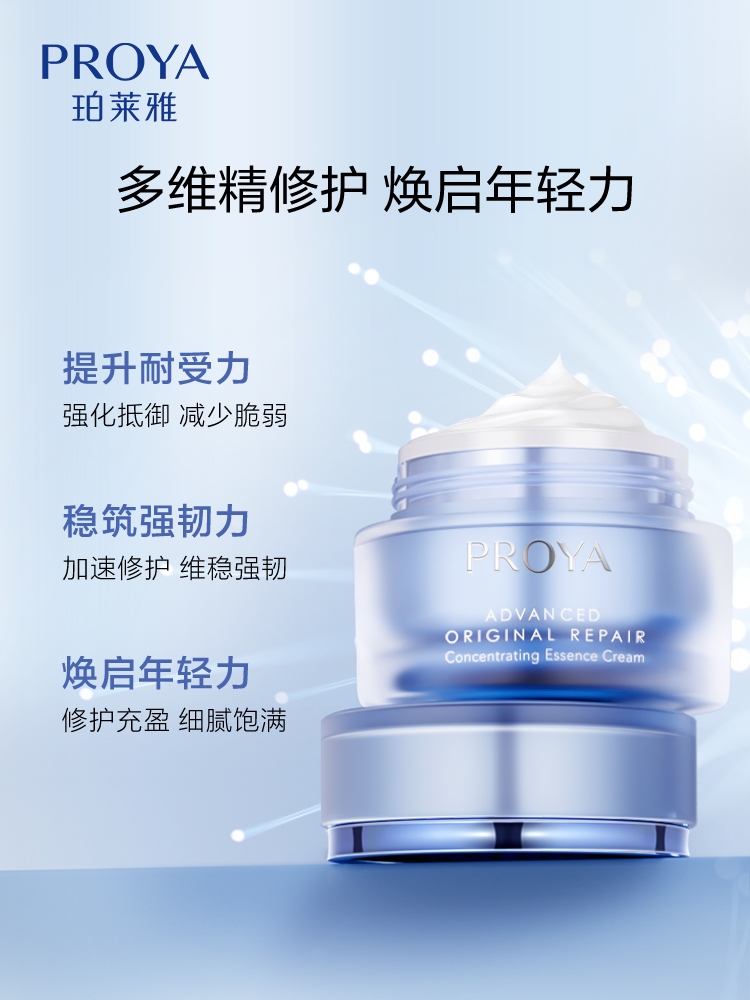 PROYA
珀莱雅
多维精修护 焕启年轻力
提升耐受力
强化抵御 减少脆弱
稳筑强韧力
加速修护 维稳强韧
焕启年轻力
修护充盈 细腻饱满
PROYA
ADVANCED
ORIGINAL REPAIR
Concentrating Essence Cream